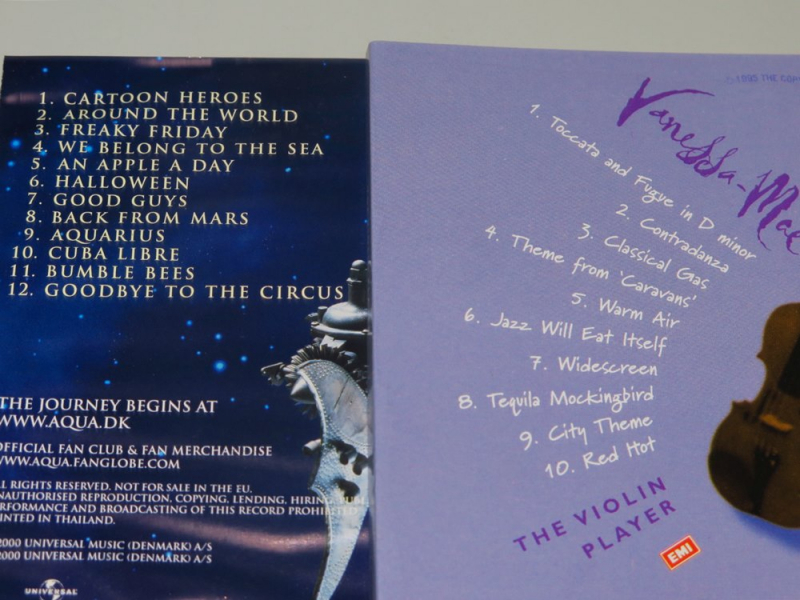 1. CARTOON HEROES
2. AROUND THE WORLD
3. FREAKY FRIDAY
4. WE BELONG TO THE SEA
5. AN APPLE A DAY
6. HALLOWEEN
7. GOOD GUYS
8. BACK FROM MARS
9. AQUARIUS
10. CUBA LIBRE
11. BUMBLE BEES
12. GOODBYE TO THE CIRCUS
THE JOURNEY BEGINS AT
WWW.AQUA.DK
OFFICIAL FAN CLUB & FAN MERCHANDISE
WWW.AQUA.FANGLOBE.COM
ALL RIGHTS RESERVED. NOT FOR SALE IN THE EU.
UNAUTHORISED REPRODUCTION, COPYING, LENDING, HIRING,
PERFORMANCE AND BROADCASTING OF THIS RECORD PROHIBITED
PRINTED IN THAILAND.
2000 UNIVERSAL MUSIC (DENMARK) A/S
2000 UNIVERSAL MUSIC (DENMARK) A/S
UNIVERSAL
1995 THE
Vanessa-Mae
1. Toccata and Fugue in D minor
2. Contradanza
3. Classical Gas
4. Theme from 'Caravans'
5. Warm Air
6. Jazz Will Eat Itself
7. Widescreen
8. Tequila Mockingbird
9. City Theme
10. Red Hot
THE VIOLIN
PLAYER
EMI